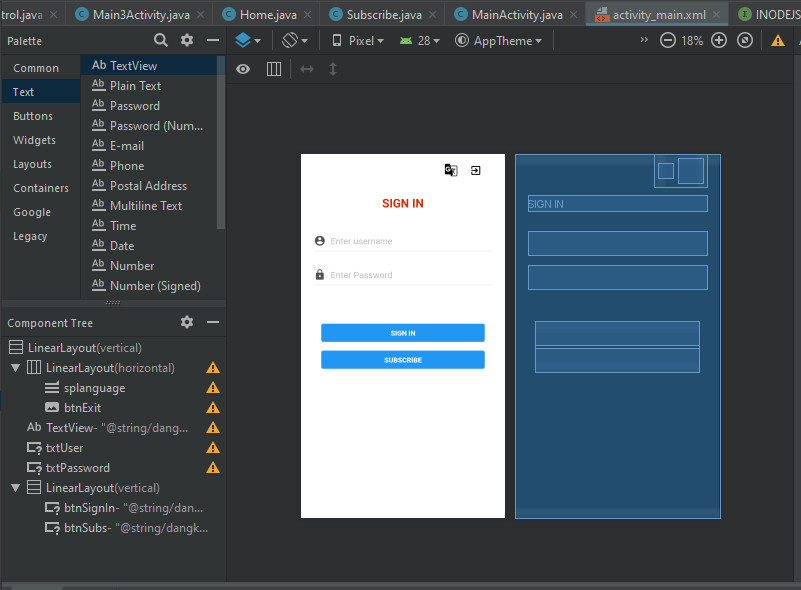 trol.java
Main3Activity.java
Home.java
Subscribe.java
MainActivity.java
activity_main.xml
INODEJS
Palette
Pixel
28
AppTheme
18%
Common
Text
Buttons
Widgets
Layouts
Containers
Google
Legacy
Ab TextView
Ab Plain Text
Ab Password
Ab Password (Num...
Ab E-mail
Ab Phone
Ab Postal Address
Ab Multiline Text
Ab Time
Ab Date
Ab Number
Ab Number (Signed)
SIGN IN
Enter username
Enter Password
SIGN IN
SUBSCRIBE
SIGN IN
Component Tree
LinearLayout(vertical)
LinearLayout(horizontal)
splanguage
btnExit
Ab TextView- "@string/dang...
txtUser
txtPassword
LinearLayout(vertical)
btnSignIn- "@string/dan...
btnSubs- "@string/dangk...